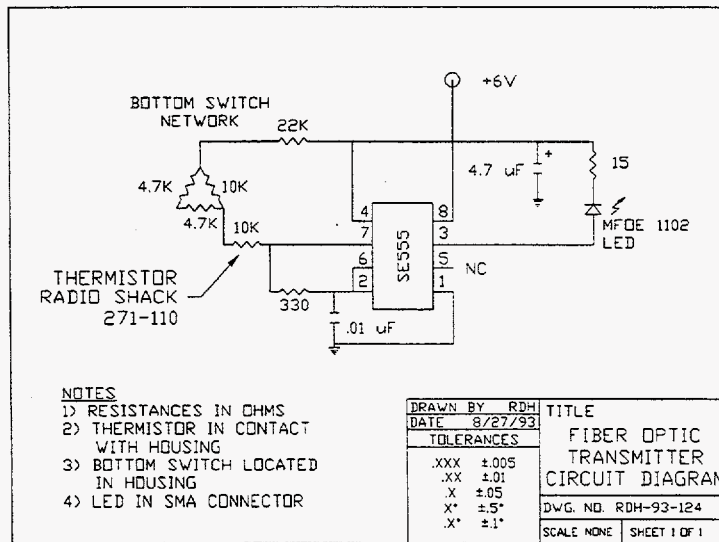 +6V
BOTTOM SWITCH
NETWORK
22K
4.7K
10K
4.7K
10K
4.7 uF
+
15
MFOE 1102
LED
4
8
7
3
6
5
2
1
SE555
NC
THERMISTOR
RADIO SHACK
271-110
330
.01 uF
NOTES
1) RESISTANCES IN OHMS
2) THERMISTOR IN CONTACT
WITH HOUSING
3) BOTTOM SWITCH LOCATED
IN HOUSING
4) LED IN SMA CONNECTOR
DRAWN BY RDH
DATE 8/27/93
TOLERANCES
.XXX ±.005
.XX ±.01
.X ±.05
X° ±.5°
.X° ±.1°
TITLE
FIBER OPTIC
TRANSMITTER
CIRCUIT DIAGRAM
DWG. NO. RDH-93-124
SCALE NONE
SHEET 1 OF 1